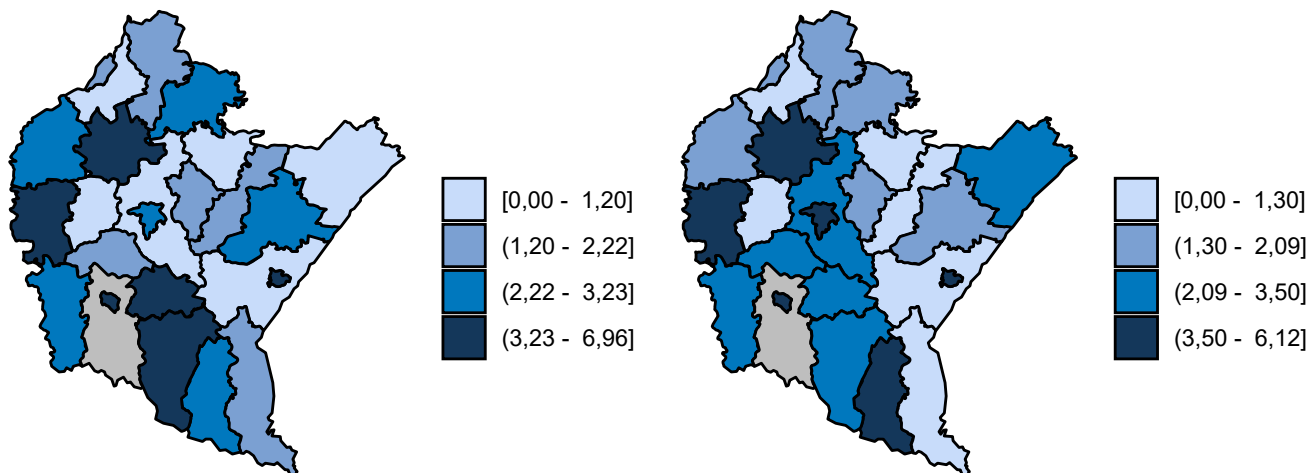 [0,00 - 1,20]
(1,20 - 2,22]
(2,22 - 3,23]
(3,23 - 6,96]
[0,00 - 1,30]
(1,30 - 2,09]
(2,09 - 3,50]
(3,50 - 6,12]